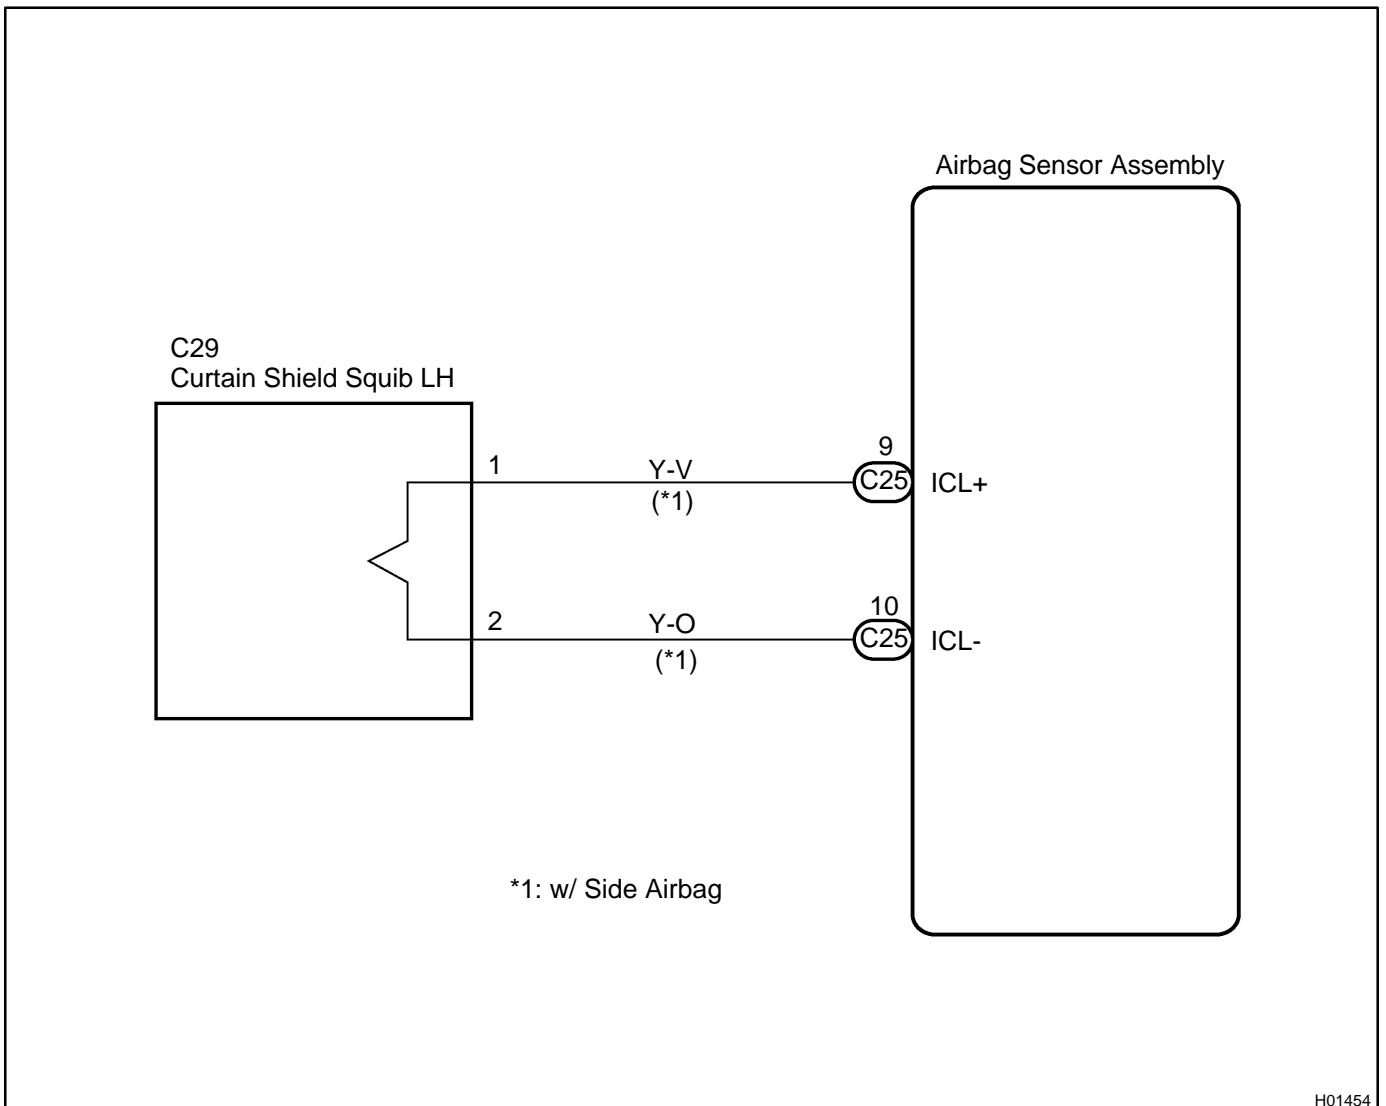 Airbag Sensor Assembly
C29
Curtain Shield Squib LH
1
Y-V
(*1)
9
C25
ICL+
2
Y-O
(*1)
10
C25
ICL-
*1: w/ Side Airbag
H01454